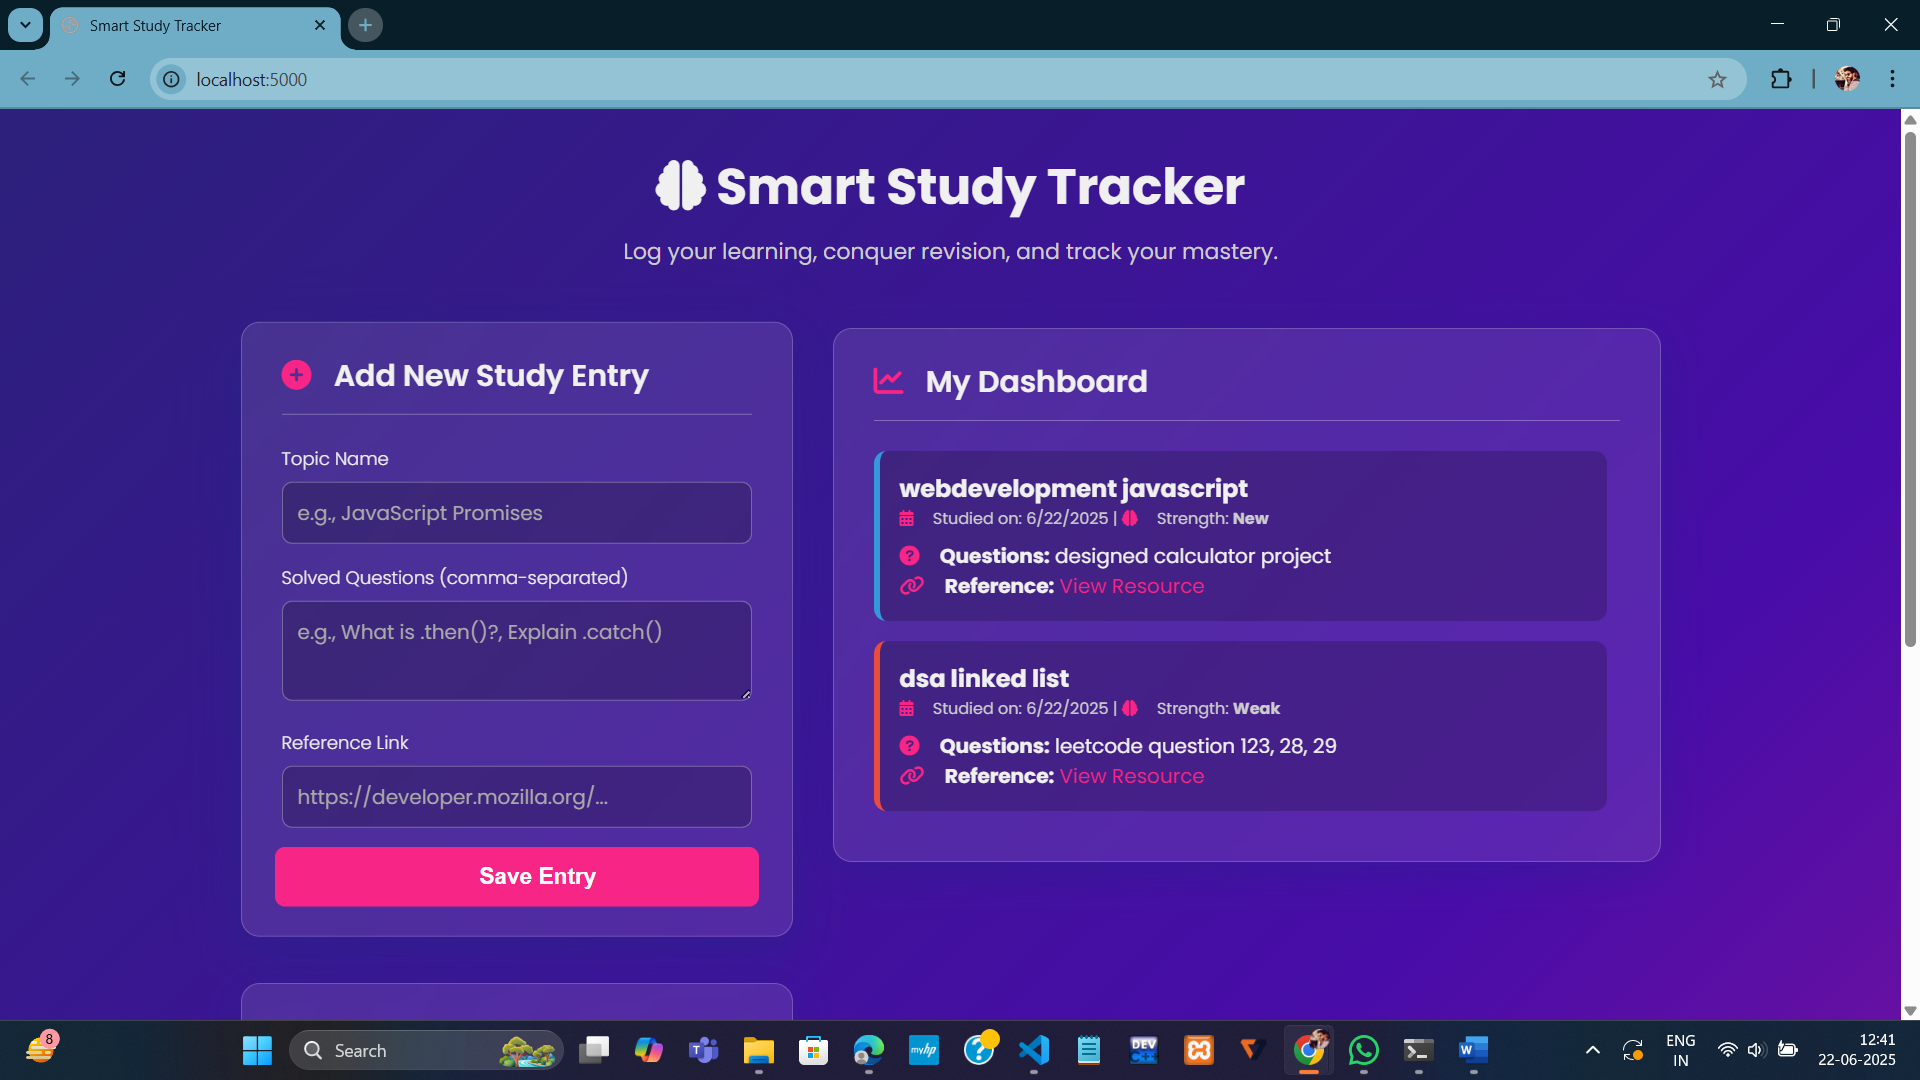 Smart Study Tracker
localhost:5000
Smart Study Tracker
Log your learning, conquer revision, and track your mastery.
Add New Study Entry
Topic Name
e.g., JavaScript Promises
Solved Questions (comma-separated)
e.g., What is .then()?, Explain .catch()
Reference Link
https://developer.mozilla.org/...
Save Entry
My Dashboard
webdevelopment javascript
Studied on: 6/22/2025 | Strength: New
Questions: designed calculator project
Reference: View Resource
dsa linked list
Studied on: 6/22/2025 | Strength: Weak
Questions: leetcode question 123, 28, 29
Reference: View Resource
8
Search
T
myhp
?
DEV
C++
W
ENG
IN
12:41
22-06-2025